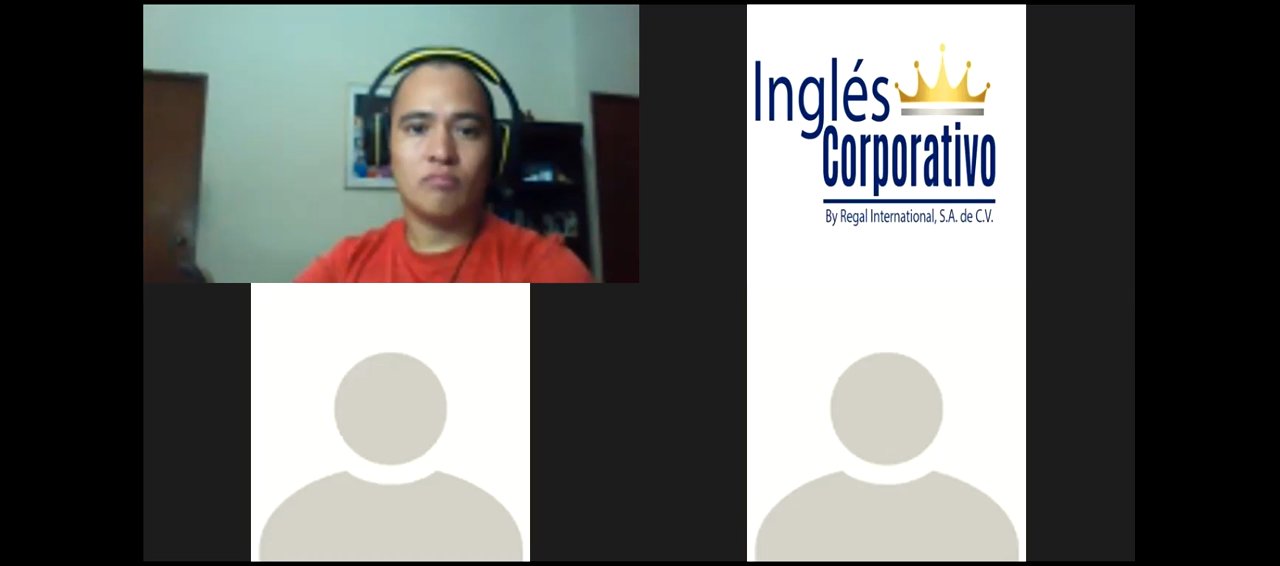 Inglés
Corporativo
By Regal International, S.A. de C.V.